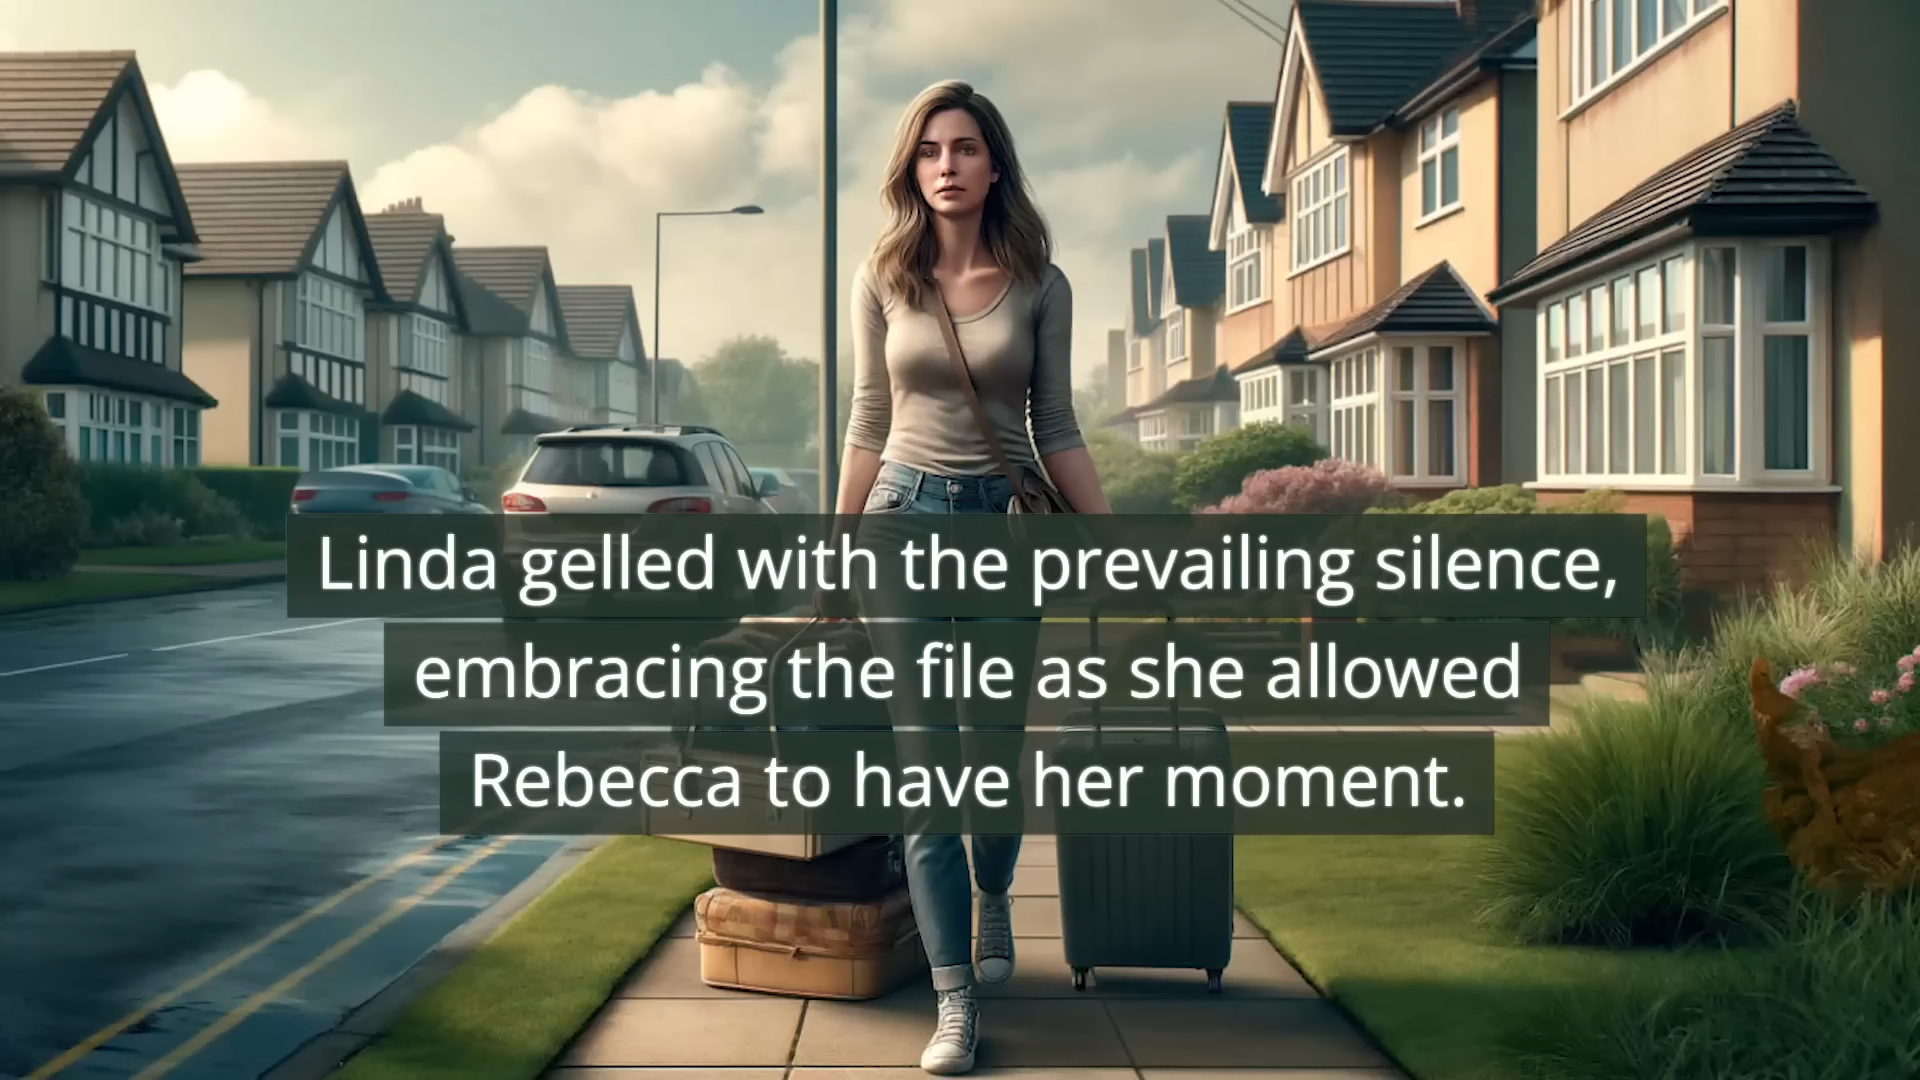 Linda gelled with the prevailing silence,
embracing the file as she allowed
Rebecca to have her moment.